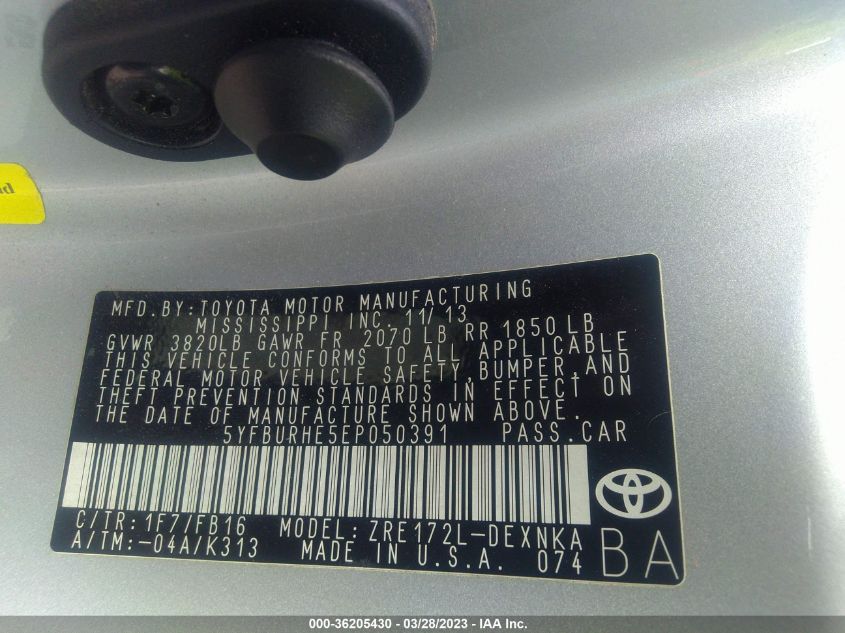 nd
MFD. BY: TOYOTA MOTOR MANUFACTURING
MISSISSIPPI INC. 11/13
GVWR 3820LB GAWR FR 2070 LB RR 1850 LB
THIS VEHICLE CONFORMS TO ALL APPLICABLE
FEDERAL MOTOR VEHICLE SAFETY, BUMPER, AND
THEFT PREVENTION STANDARDS IN EFFECT ON
THE DATE OF MANUFACTURE SHOWN ABOVE.
5YFBURHE5EP050391 PASS. CAR
C/TR: 1F7/FB16 MODEL: ZRE172L-DEXNKA
A/TM:-04A/K313 MADE IN U.S.A. 074
BA
000-36205430 - 03/28/2023 - IAA Inc.